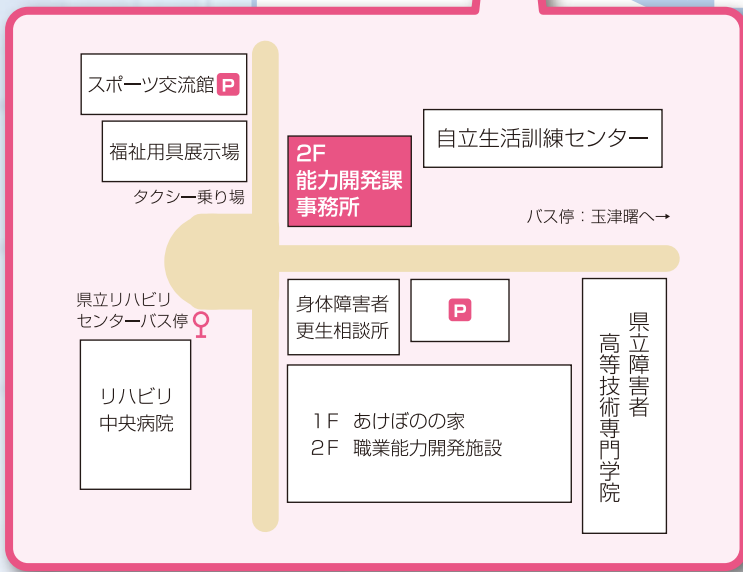 スポーツ交流館 P
福祉用具展示場
タクシー乗り場
2F
能力開発課
事務所
自立生活訓練センター
バス停：玉津曙へ→
県立リハビリ
センターバス停
リハビリ
中央病院
身体障害者
更生相談所
P
1F あけぼのの家
2F 職業能力開発施設
県立障害者
高等技術専門学院